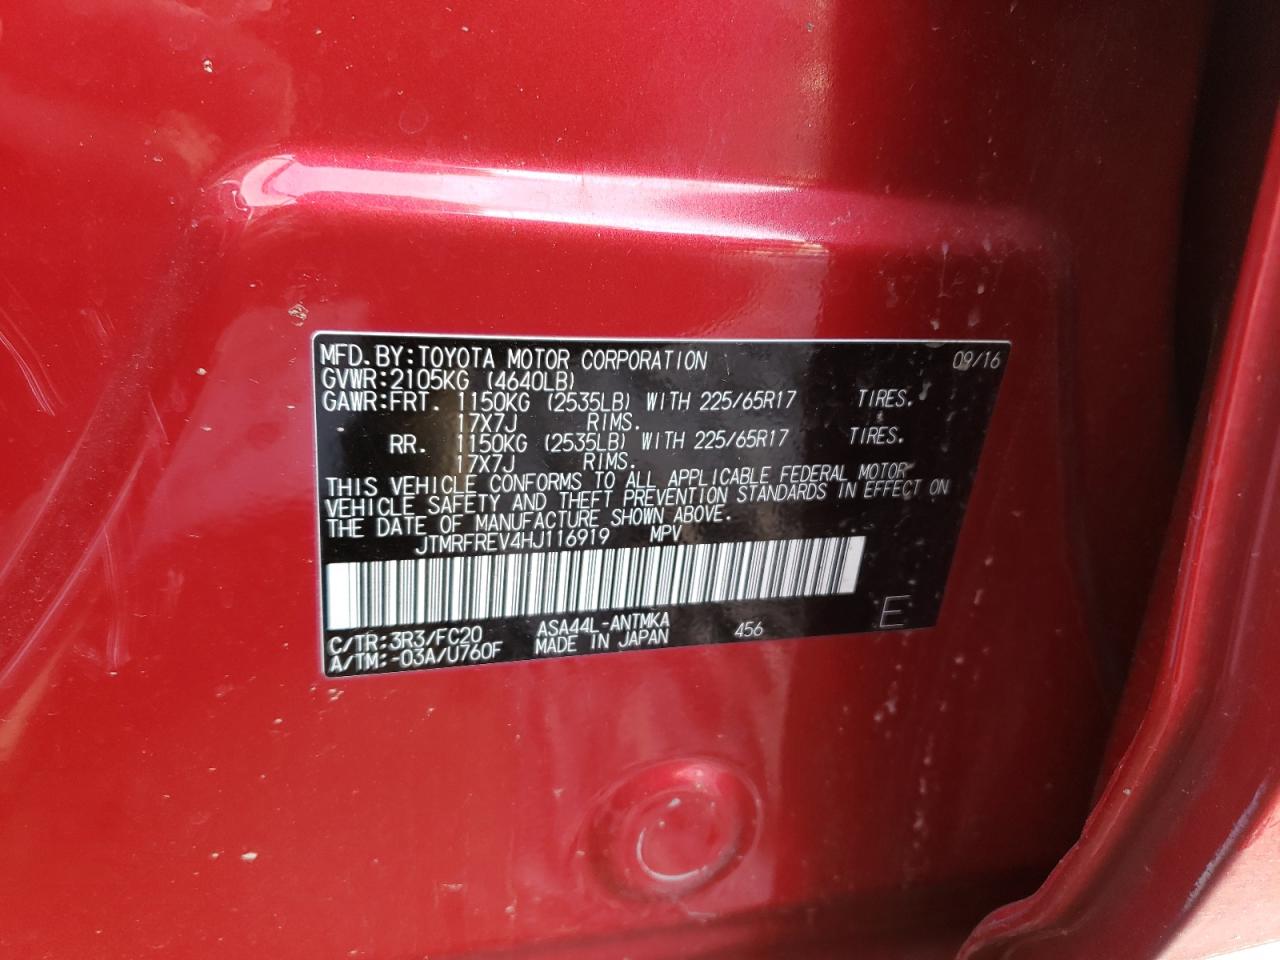 MFD.BY:TOYOTA MOTOR CORPORATION 09/16
GVWR:2105KG (4640LB)
GAWR:FRT. 1150KG (2535LB) WITH 225/65R17 TIRES.
17X7J RIMS.
RR. 1150KG (2535LB) WITH 225/65R17 TIRES.
17X7J RIMS.
THIS VEHICLE CONFORMS TO ALL APPLICABLE FEDERAL MOTOR
VEHICLE SAFETY AND THEFT PREVENTION STANDARDS IN EFFECT ON
THE DATE OF MANUFACTURE SHOWN ABOVE.
JTMRFREV4HJ116919 MPV
C/TR:3R3/FC20 ASA44L-ANTMKA 456 E
A/TM:-03A/U760F MADE IN JAPAN